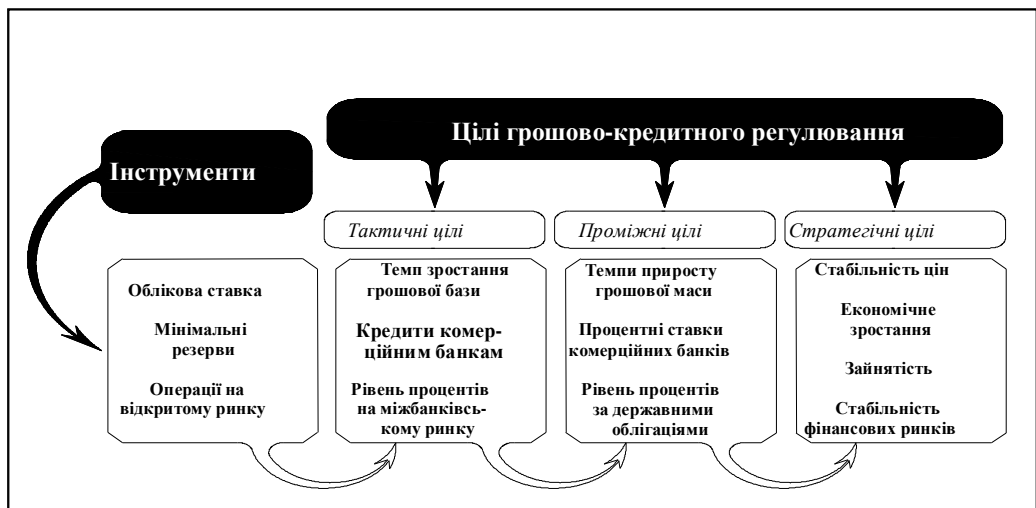 Цілі грошово-кредитного регулювання
Інструменти
Тактичні цілі
Проміжні цілі
Стратегічні цілі
Облікова ставка
Мінімальні
резерви
Операції на
відкритому ринку
Темп зростання
грошової бази
Кредити комер-
ційним банкам
Рівень процентів
на міжбанківсь-
кому ринку
Темпи приросту
грошової маси
Процентні ставки
комерційних банків
Рівень процентів
за державними
облігаціями
Стабільність цін
Економічне
зростання
Зайнятість
Стабільність
фінансових ринків